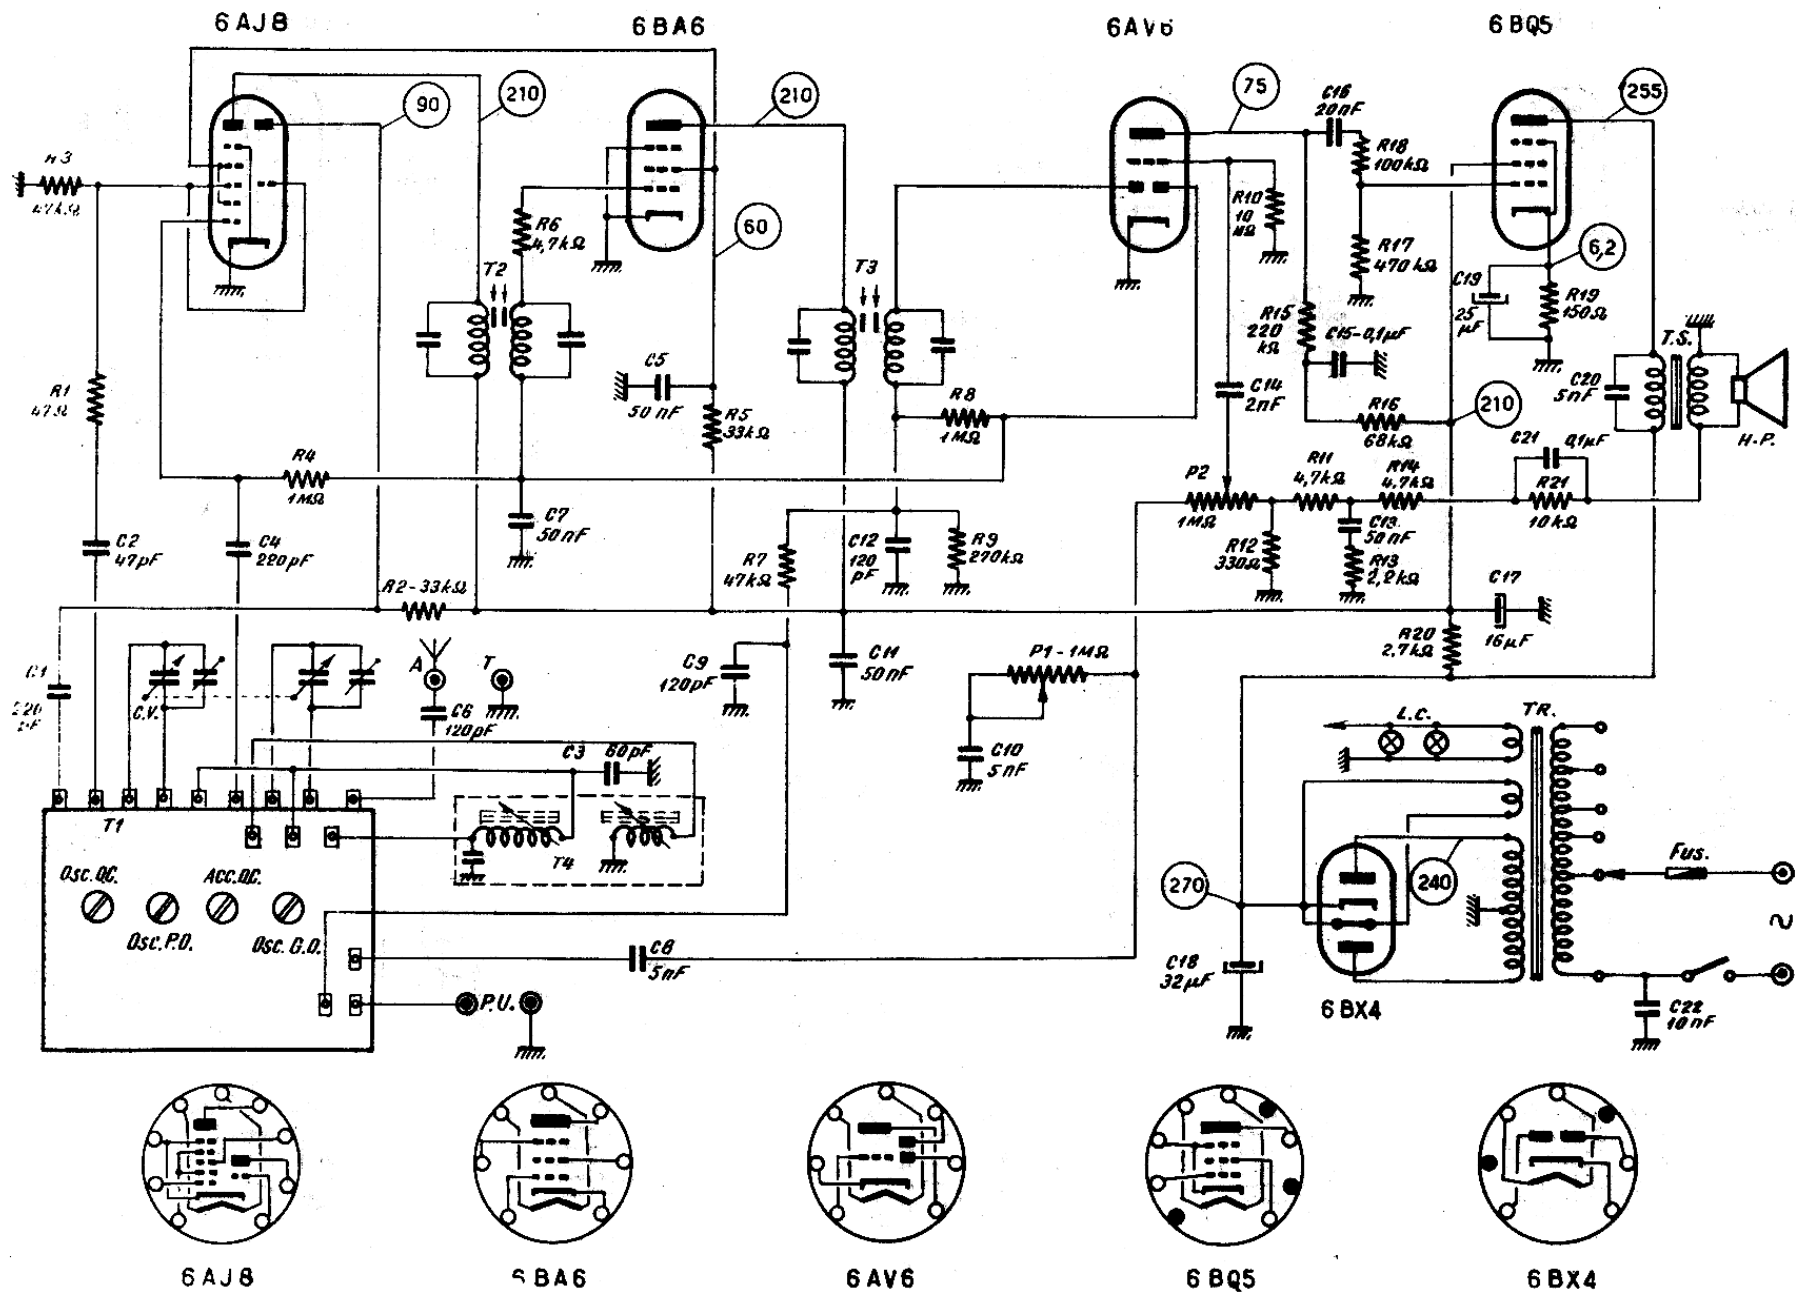 6AJ8
6BA6
6AV6
6BQ5
90
210
210
75
255
C16
20nF
R18
100kΩ
R3
47kΩ
R6
4,7kΩ
60
R10
10
MΩ
R17
470kΩ
6,2
C19
25
µF
R19
150Ω
T2
T3
R15
220
kΩ
C15-0,1µF
T.S.
R1
47Ω
C5
50nF
R5
33kΩ
R8
1MΩ
C14
2nF
R16
68kΩ
210
C20
5nF
H.P.
R4
1MΩ
P2
1MΩ
R11
4,7kΩ
R14
4,7kΩ
C21
0,1µF
R21
10kΩ
C2
47pF
C4
220pF
C7
50nF
R7
47kΩ
C12
120
pF
R9
270kΩ
R12
330Ω
C13
50nF
R13
2,2kΩ
R2-33kΩ
C17
16µF
R20
2,7kΩ
C1
220
pF
C.V.
A
T
C6
120pF
C9
120pF
C11
50nF
P1-1MΩ
C10
5nF
C3
60pF
L.C.
TR.
T1
T4
Fus.
Osc.O.C.
Acc.O.C.
Osc.P.O.
Osc.G.O.
270
240
C8
5nF
C18
32µF
6BX4
C22
10nF
P.U.
6AJ8
6BA6
6AV6
6BQ5
6BX4